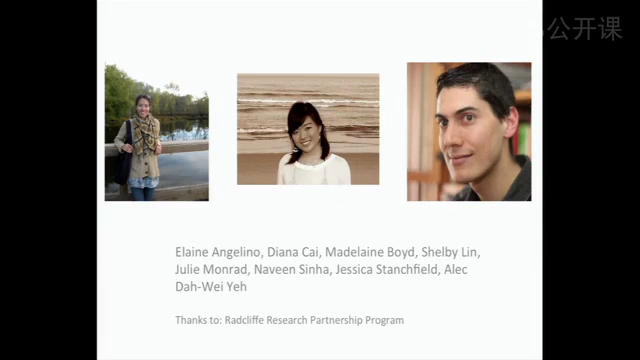 公开课
Elaine Angelino, Diana Cai, Madelaine Boyd, Shelby Lin,
Julie Monrad, Naveen Sinha, Jessica Stanchfield, Alec
Dah-Wei Yeh
Thanks to: Radcliffe Research Partnership Program